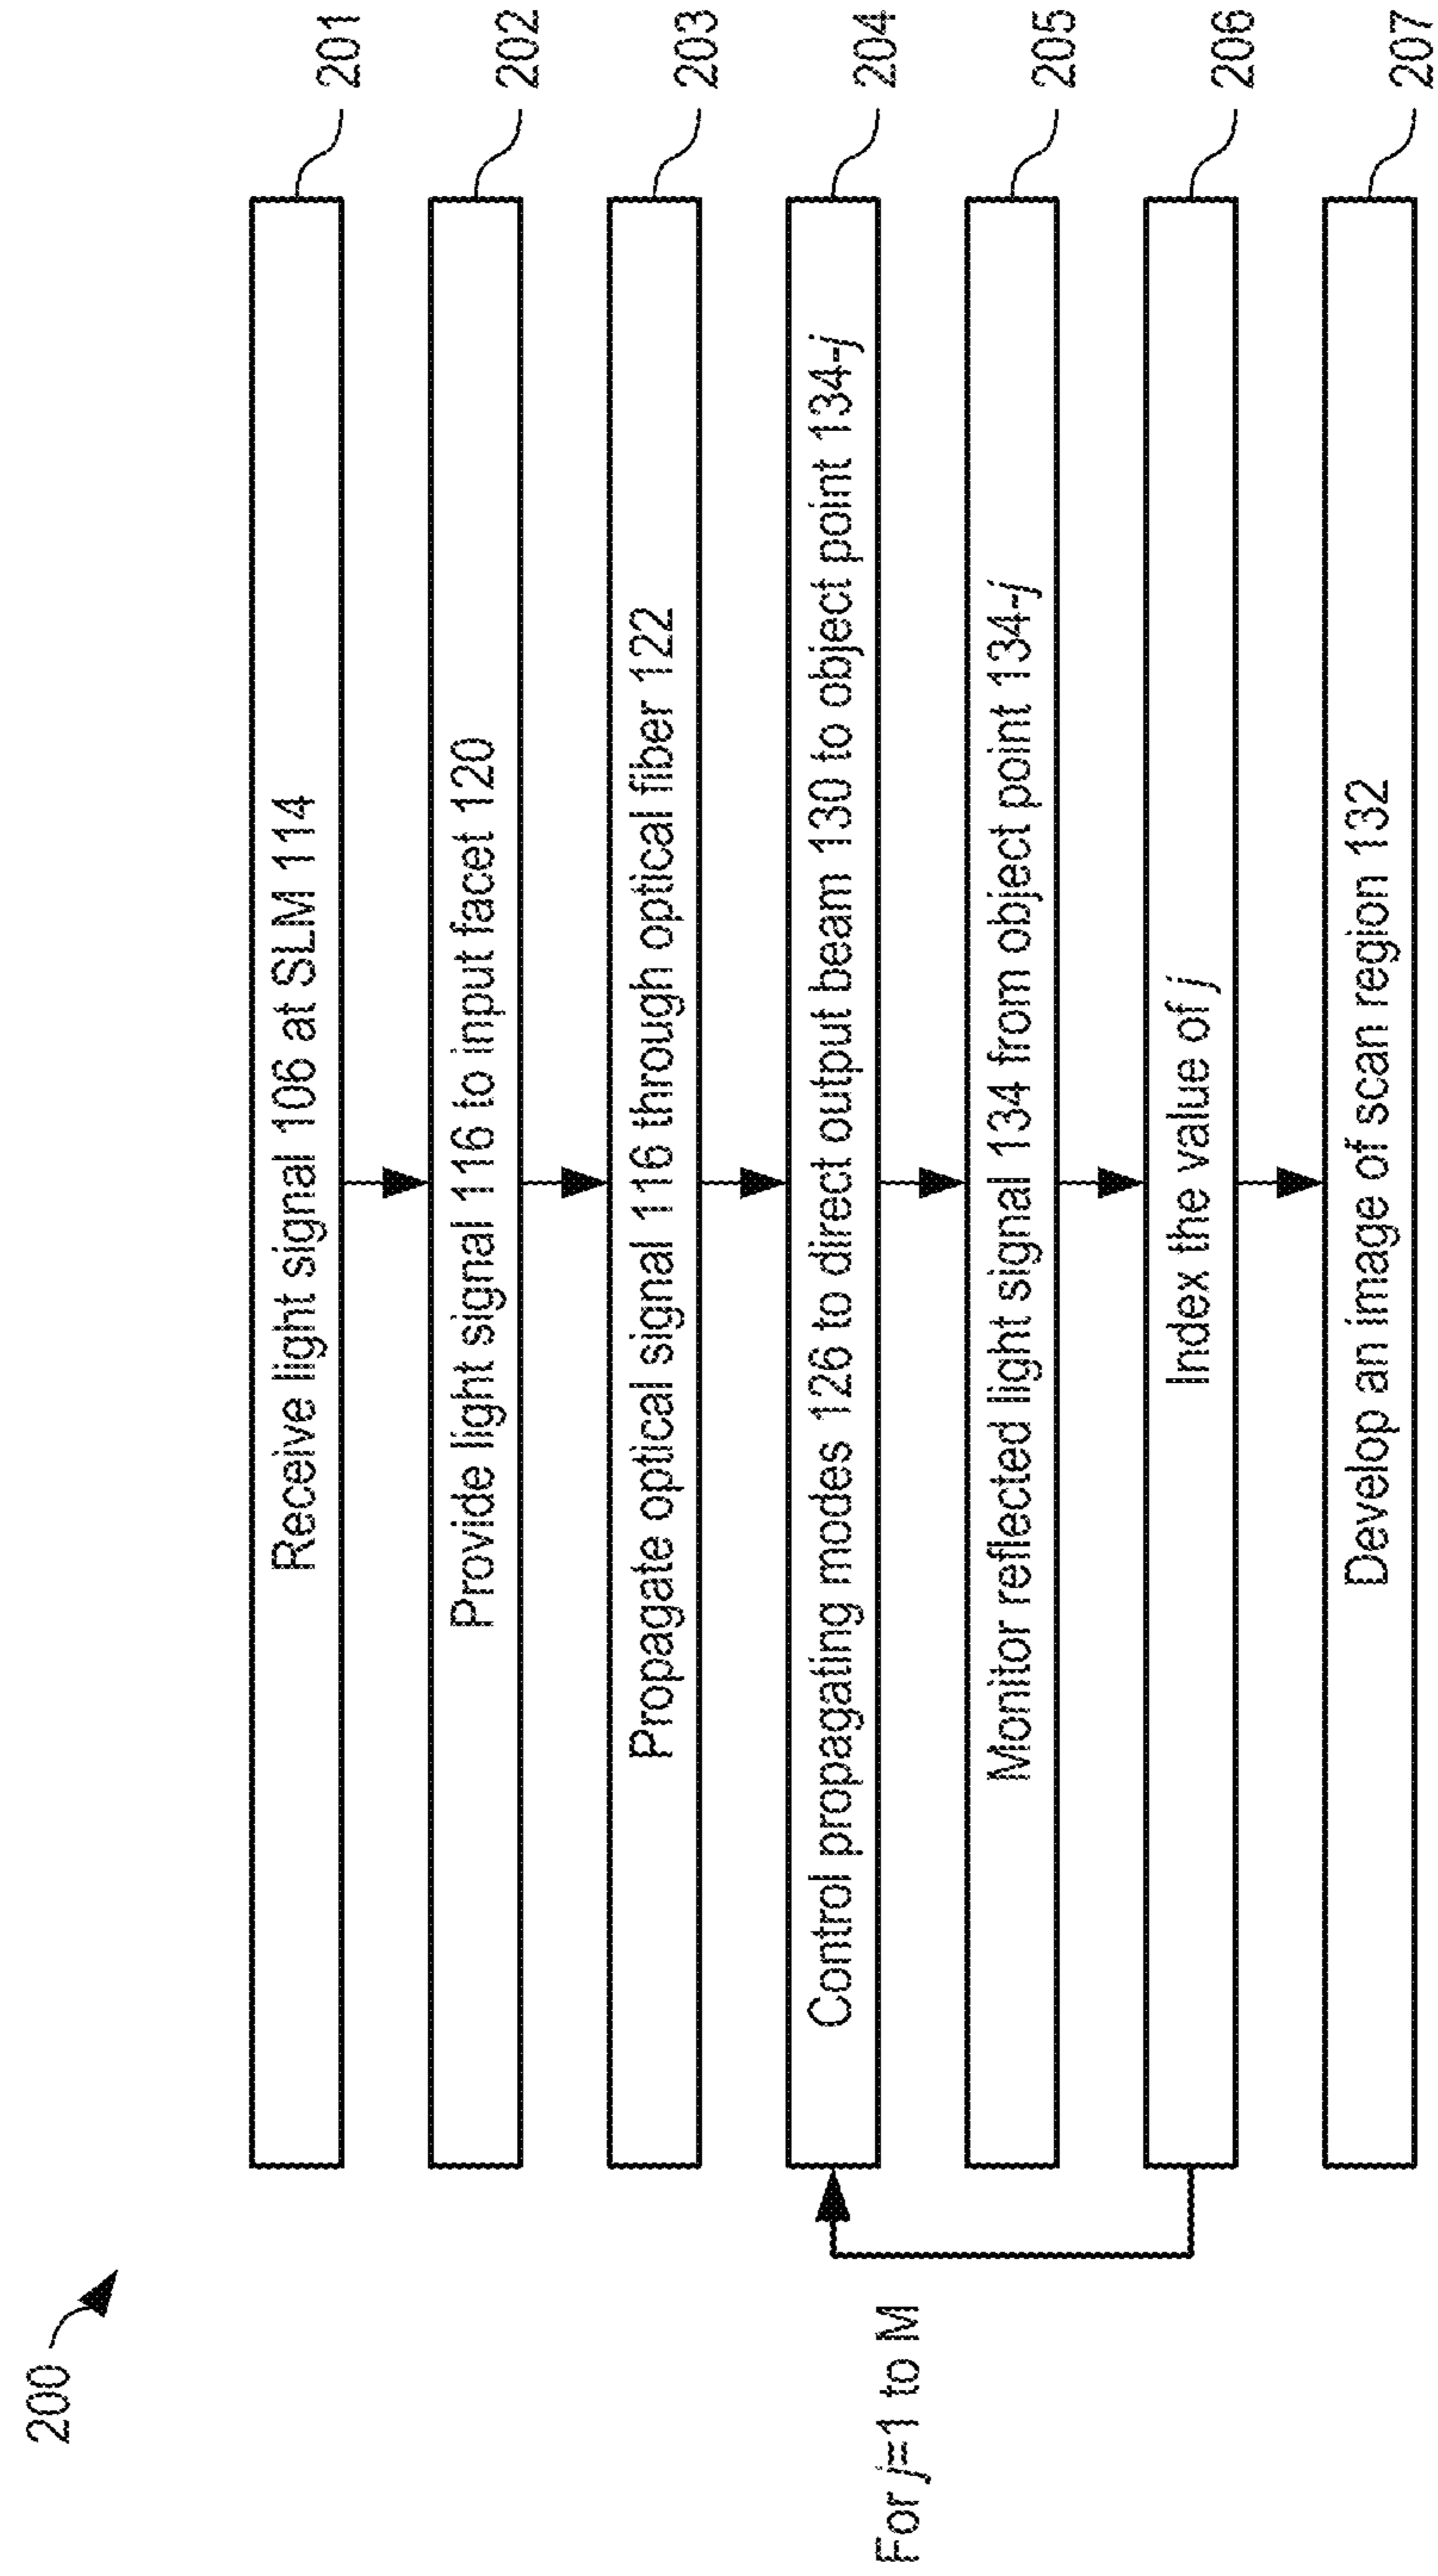 200
Receive light signal 106 at SLM 114
201
Provide light signal 116 to input facet 120
202
Propagate optical signal 116 through optical fiber 122
203
For j=1 to M
Control propagating modes 126 to direct output beam 130 to object point 134-j
204
Monitor reflected light signal 134 from object point 134-j
205
Index the value of j
206
Develop an image of scan region 132
207